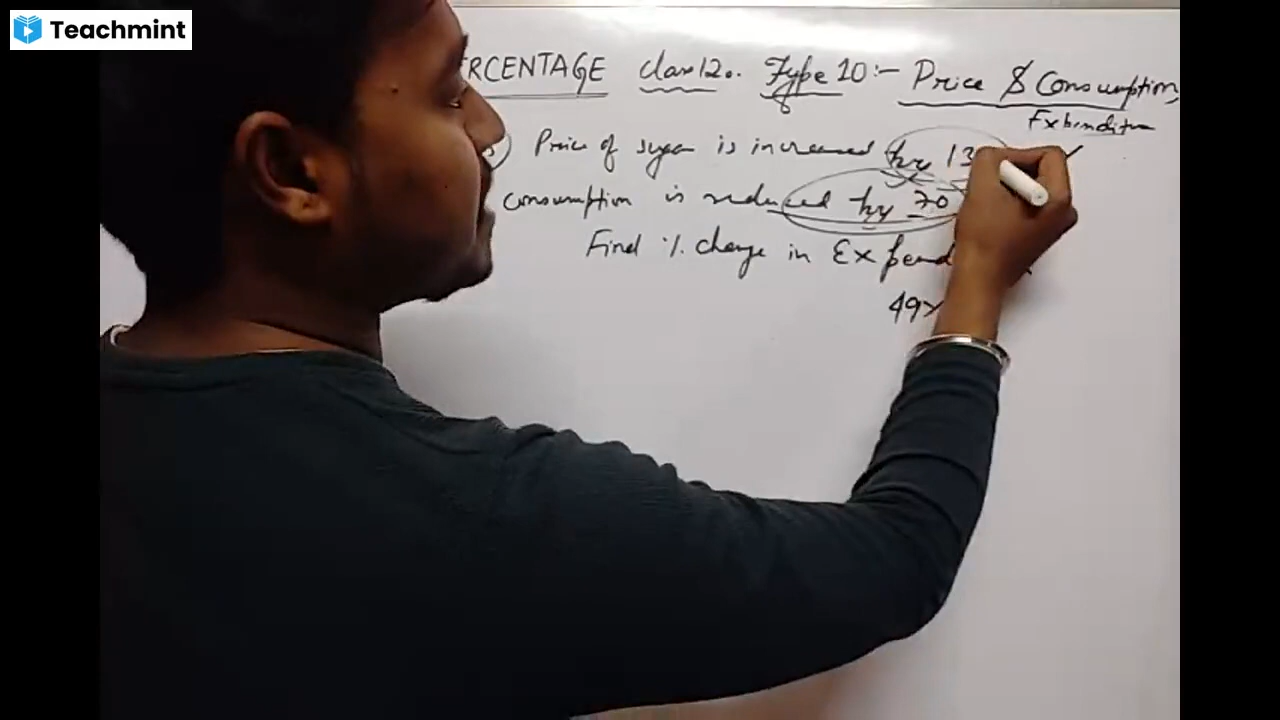 Teachmint
RCENTAGE Class 12. Type 10:- Price & Consumption,
Expenditure
Price of sugar is increased by 13
consumption is reduced by 20
Find % change in Expend
49